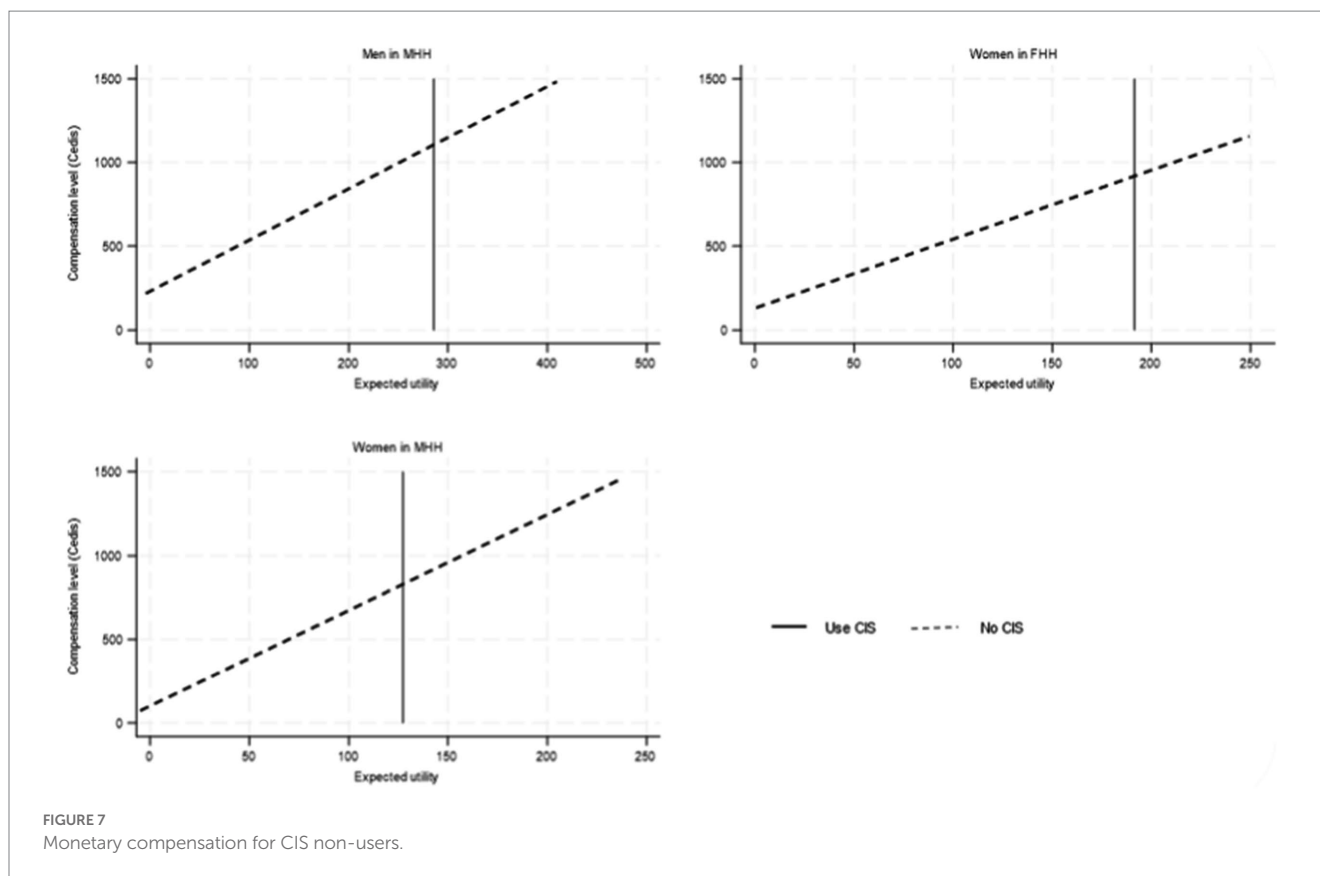 Men in MHH
Compensation level (Cedis)
1500
1000
500
0
0 100 200 300 400 500
Expected utility
Women in FHH
1500
1000
500
0
0 50 100 150 200 250
Expected utility
Women in MHH
Compensation level (Cedis)
1500
1000
500
0
0 50 100 150 200 250
Expected utility
Use CIS No CIS
FIGURE 7
Monetary compensation for CIS non-users.